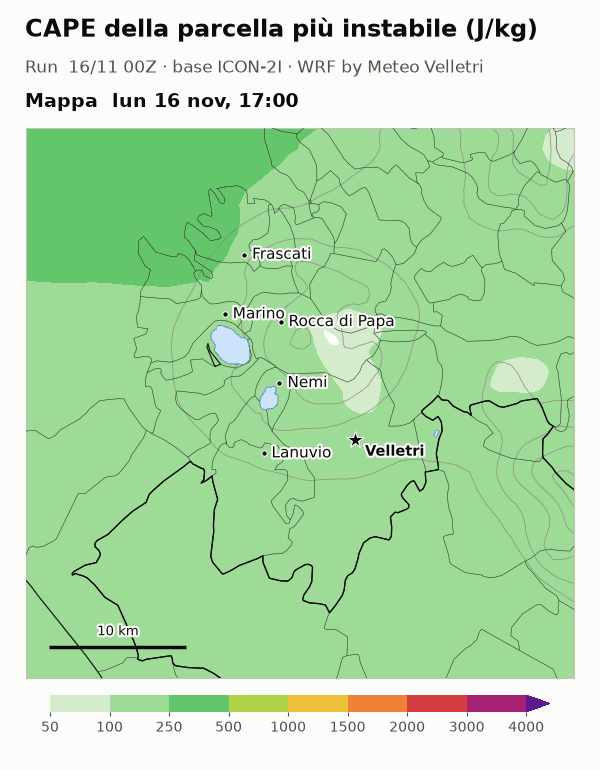 CAPE della parcella più instabile (J/kg)
Run  16/11 00Z · base ICON-2I · WRF by Meteo Velletri
Mappa  lun 16 nov, 17:00
Frascati
Marino
Rocca di Papa
Nemi
Velletri
Lanuvio
10 km
50 100 250 500 1000 1500 2000 3000 4000